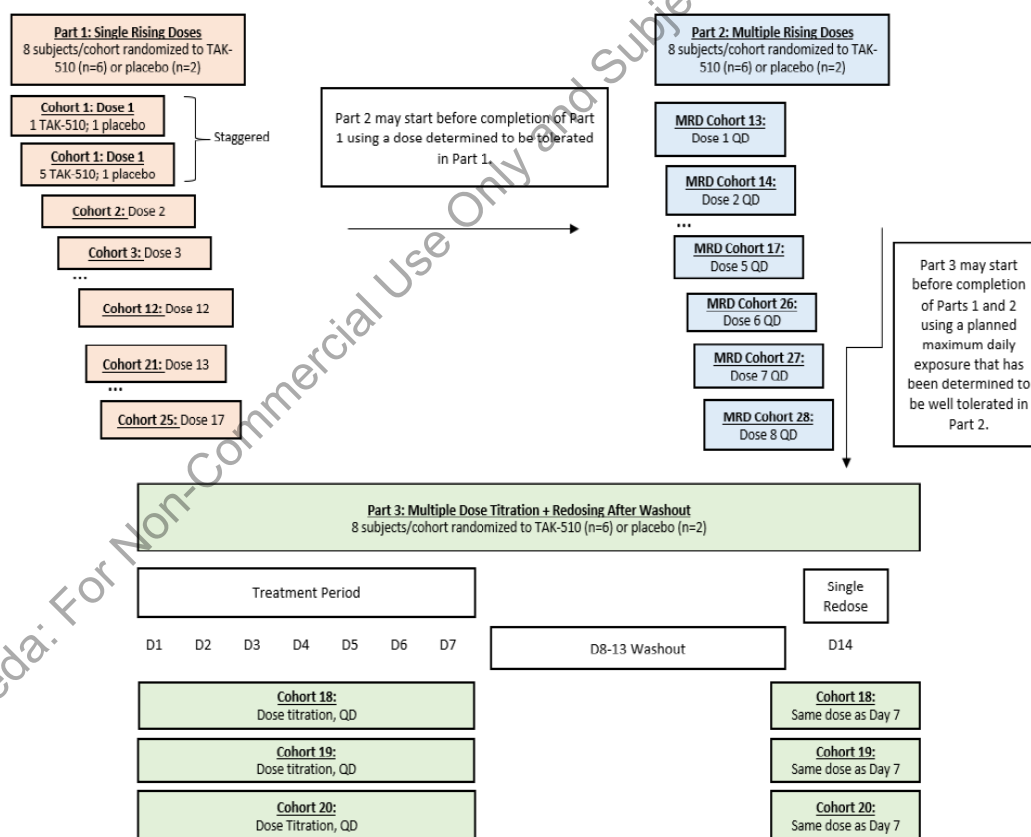 Part 1: Single Rising Doses
8 subjects/cohort randomized to TAK-
510 (n=6) or placebo (n=2)
Cohort 1: Dose 1
1 TAK-510; 1 placebo
Cohort 1: Dose 1
5 TAK-510; 1 placebo
Staggered
Cohort 2: Dose 2
Cohort 3: Dose 3
...
Cohort 12: Dose 12
Cohort 21: Dose 13
...
Cohort 25: Dose 17
Part 2 may start before completion of Part
1 using a dose determined to be tolerated
in Part 1.
Part 2: Multiple Rising Doses
8 subjects/cohort randomized to TAK-
510 (n=6) or placebo (n=2)
MRD Cohort 13:
Dose 1 QD
MRD Cohort 14:
Dose 2 QD
...
MRD Cohort 17:
Dose 5 QD
MRD Cohort 26:
Dose 6 QD
MRD Cohort 27:
Dose 7 QD
MRD Cohort 28:
Dose 8 QD
Part 3 may start
before completion
of Parts 1 and 2
using a planned
maximum daily
exposure that has
been determined to
be well tolerated in
Part 2.
Part 3: Multiple Dose Titration + Redosing After Washout
8 subjects/cohort randomized to TAK-510 (n=6) or placebo (n=2)
Treatment Period
Single
Redose
D1 D2 D3 D4 D5 D6 D7
D8-13 Washout
D14
Cohort 18:
Dose titration, QD
Cohort 18:
Same dose as Day 7
Cohort 19:
Dose titration, QD
Cohort 19:
Same dose as Day 7
Cohort 20:
Dose Titration, QD
Cohort 20:
Same dose as Day 7
: For Non-Commercial Use Only and